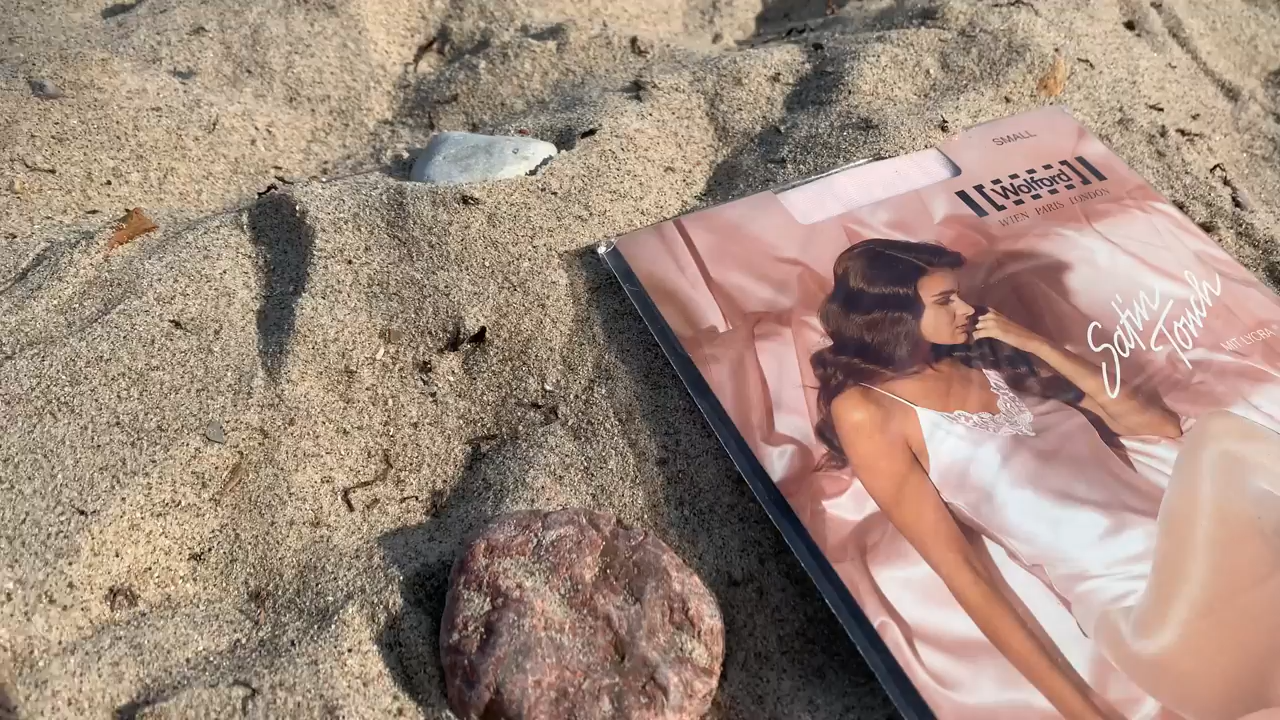 SMALL
Wolford
WIEN PARIS LONDON
Satin
Touch
MIT LYCRA